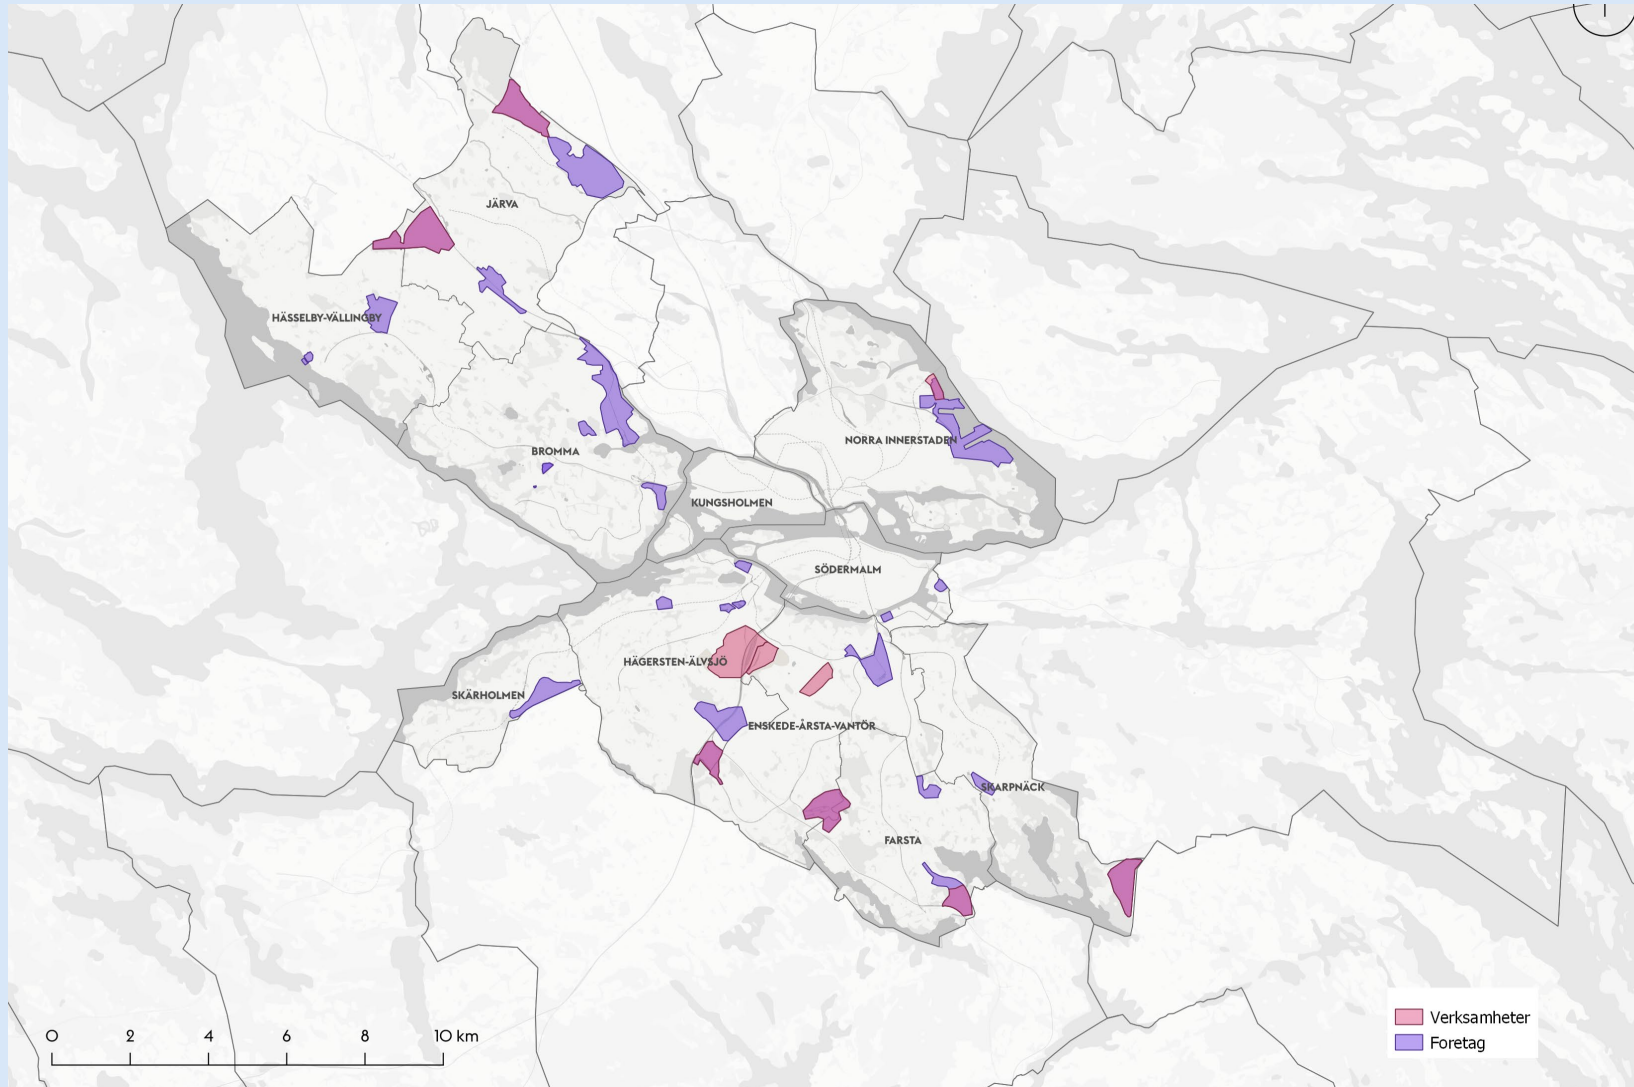 JÄRVA
HÄSSELBY-VÄLLINGBY
NORRA INNERSTADEN
BROMMA
KUNGSHOLMEN
SÖDERMALM
HÄGERSTEN-ÄLVSJÖ
SKÄRHOLMEN
ENSKEDE-ÅRSTA-VANTÖR
SKARPNÄCK
FARSTA
0 2 4 6 8 10 km
Verksamheter
Foretag